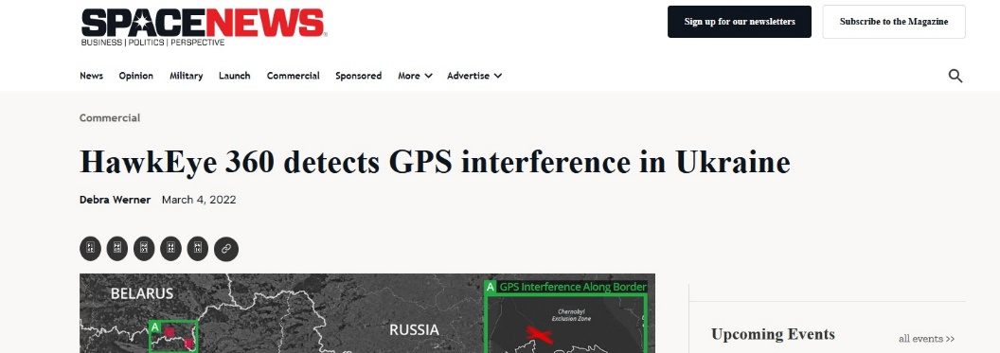 SPACENEWS
BUSINESS | POLITICS | PERSPECTIVE
Sign up for our newsletters
Subscribe to the Magazine
News Opinion Military Launch Commercial Sponsored More Advertise
Commercial
HawkEye 360 detects GPS interference in Ukraine
Debra Werner March 4, 2022
BELARUS
A
RUSSIA
A GPS Interference Along Border
Chernobyl
Exclusion Zone
Upcoming Events
all events >>